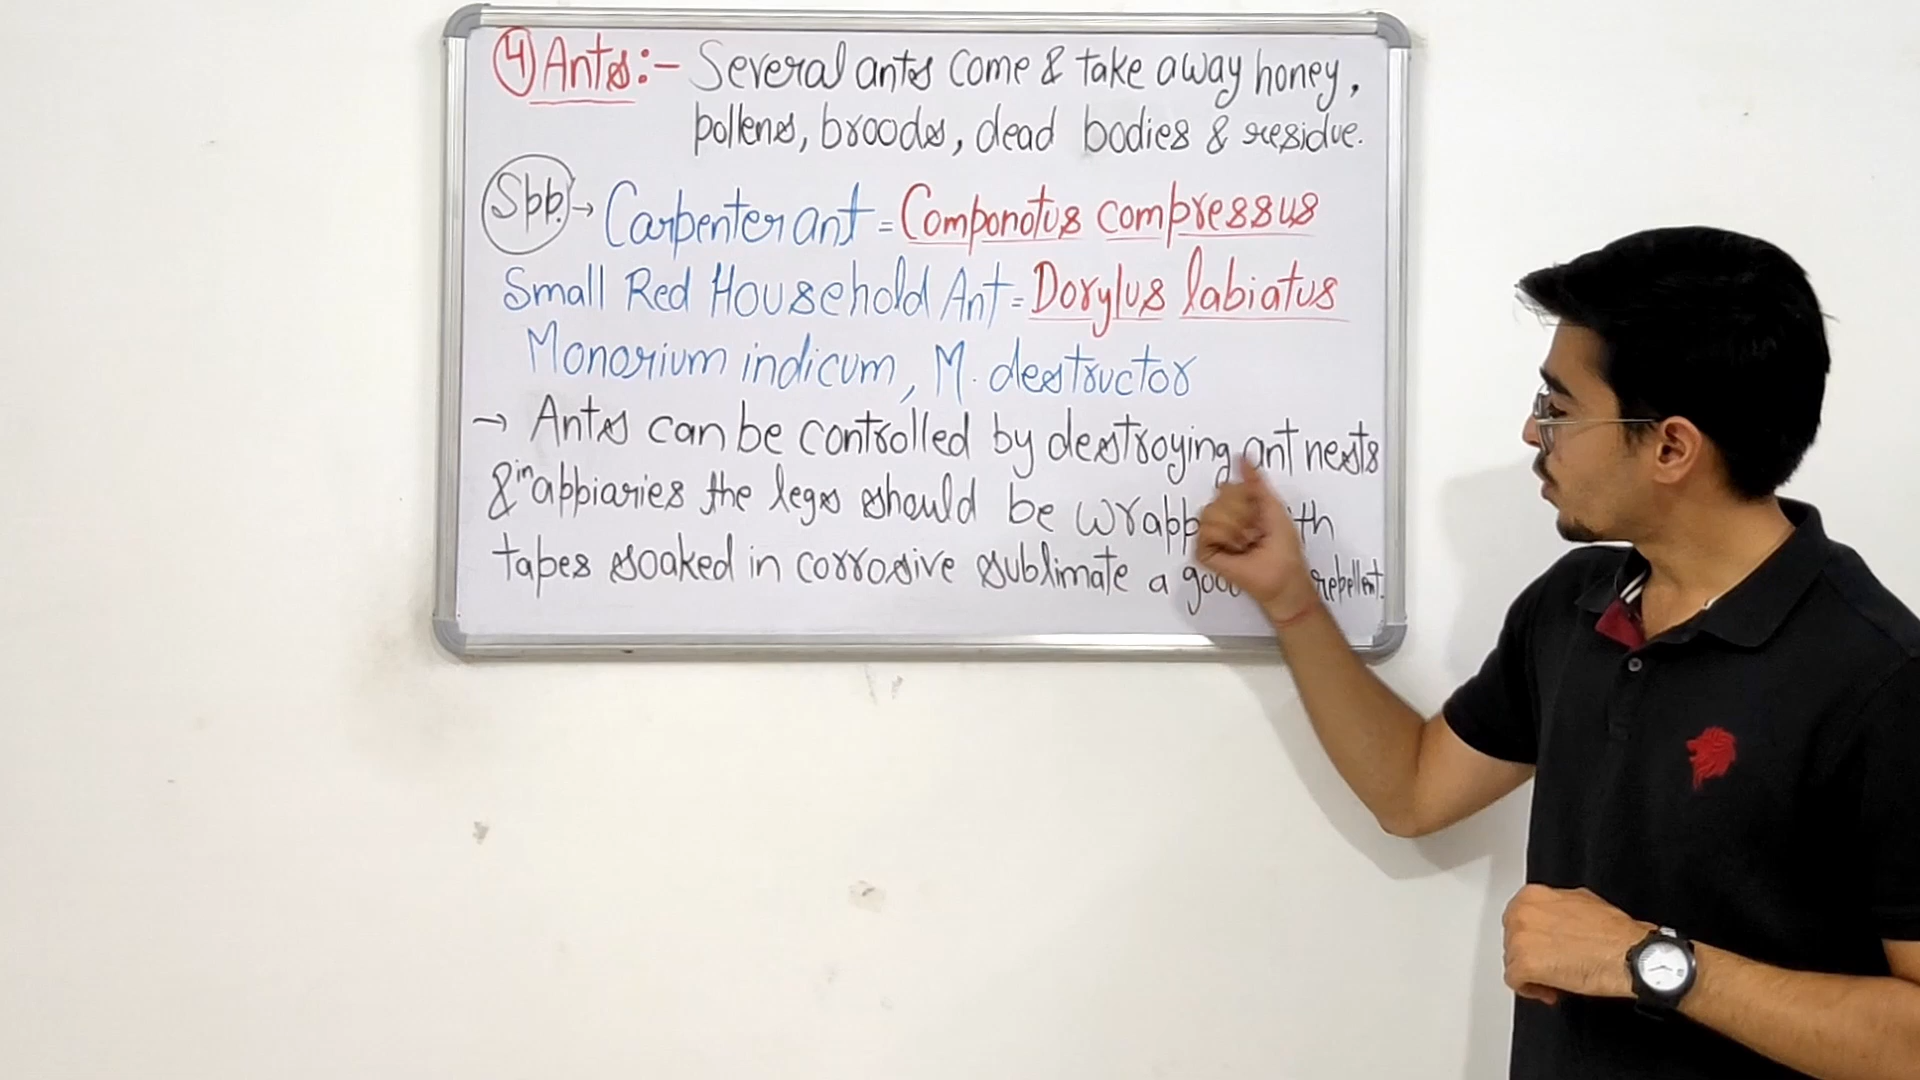 4 Ants:- Several ants come & take away honey,
pollens, broods, dead bodies & residue.
Spp. → Carpenter ant = Componotus compressus
Small Red Household Ant = Dorylus labiatus
Monorium indicum, M. destructor
→ Ants can be controlled by destroying ant nests
& in appiaries the legs should be
tapes soaked in corrosive sublimate a repellent.